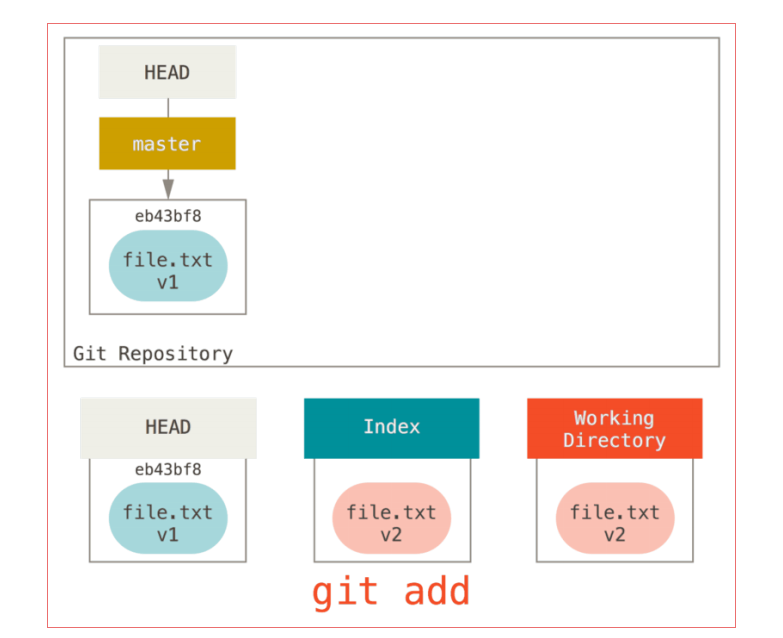 HEAD
master
eb43bf8
file.txt
v1
Git Repository
HEAD
Index
Working
Directory
eb43bf8
file.txt
v1
file.txt
v2
file.txt
v2
git add